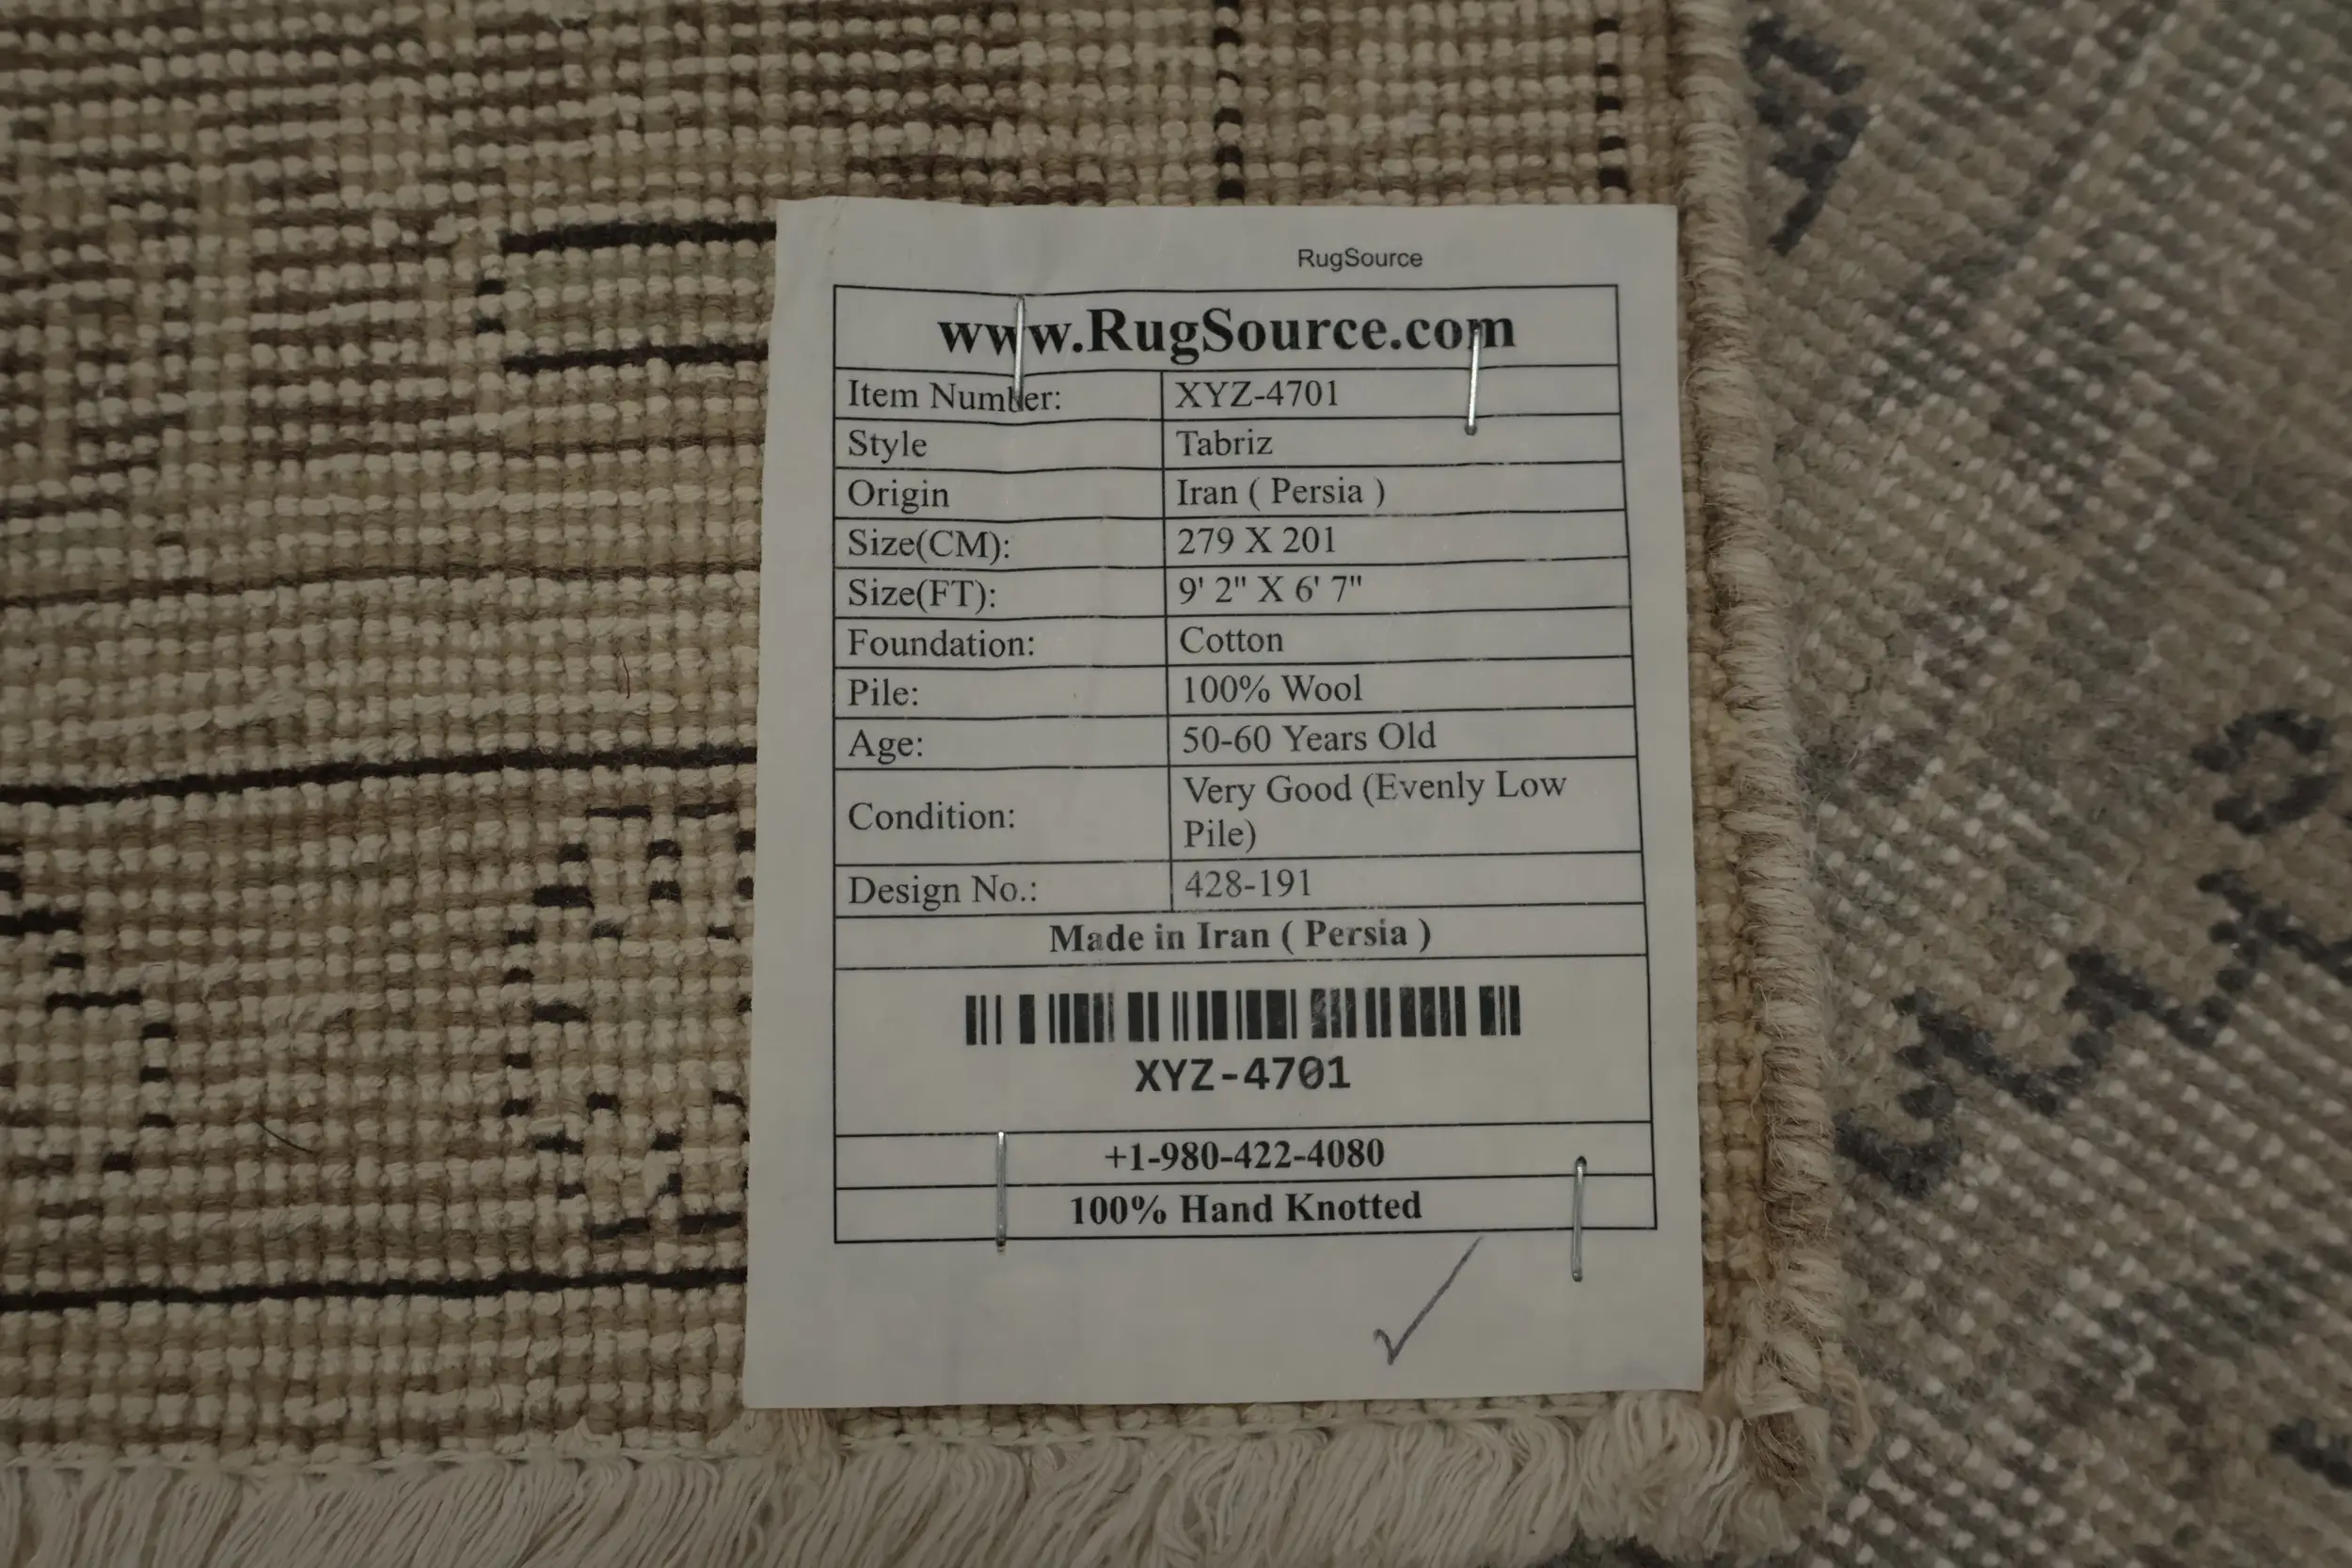 RugSource
www.RugSource.com
Item Number: XYZ-4701
Style Tabriz
Origin Iran ( Persia )
Size(CM): 279 X 201
Size(FT): 9' 2" X 6' 7"
Foundation: Cotton
Pile: 100% Wool
Age: 50-60 Years Old
Condition: Very Good (Evenly Low
Pile)
Design No.: 428-191
Made in Iran ( Persia )
XYZ-4701
+1-980-422-4080
100% Hand Knotted